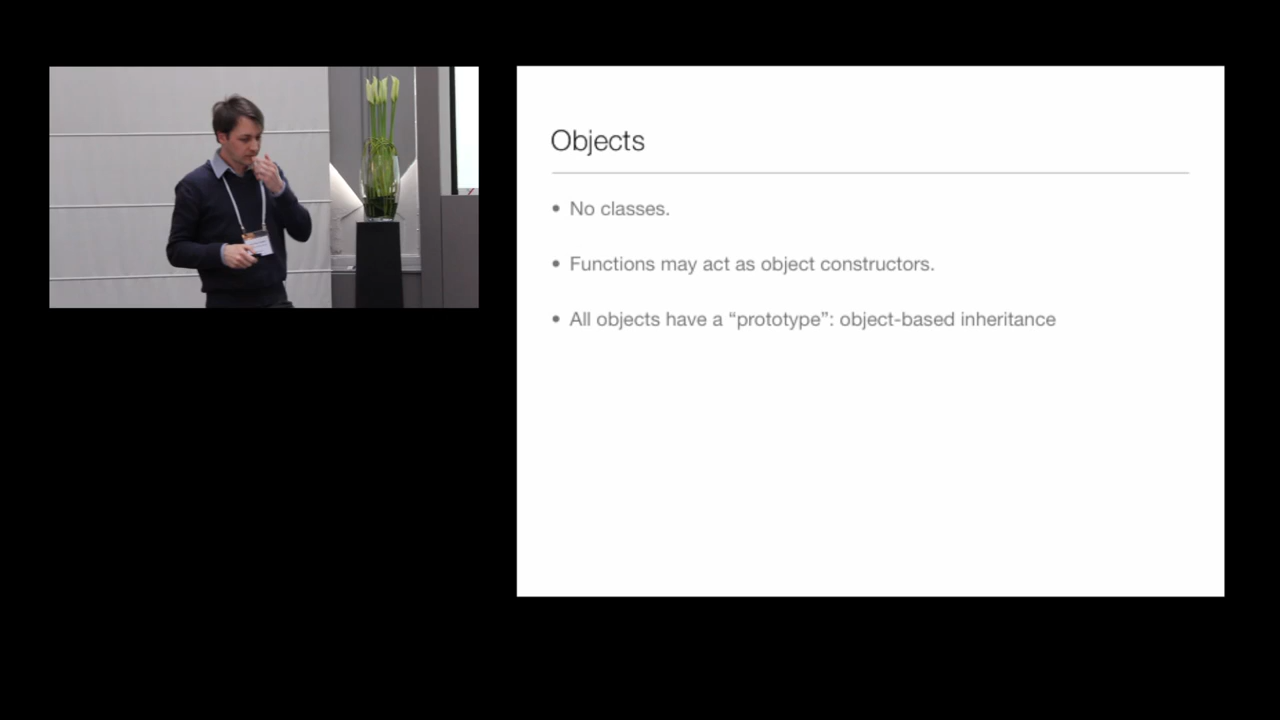 Objects
• No classes.
• Functions may act as object constructors.
• All objects have a “prototype”: object-based inheritance